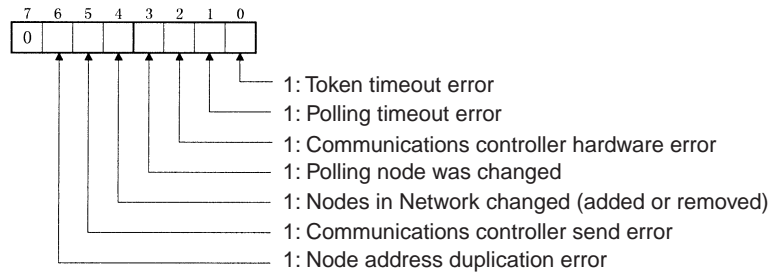 7 6 5 4 3 2 1 0
0
1: Token timeout error
1: Polling timeout error
1: Communications controller hardware error
1: Polling node was changed
1: Nodes in Network changed (added or removed)
1: Communications controller send error
1: Node address duplication error